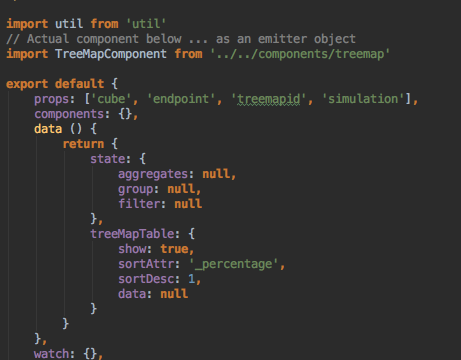 import util from 'util'
// Actual component below ... as an emitter object
import TreeMapComponent from '../../components/treemap'
export default {
props: ['cube', 'endpoint', 'treemapid', 'simulation'],
components: {},
data () {
return {
state: {
aggregates: null,
group: null,
filter: null
},
treeMapTable: {
show: true,
sortAttr: '_percentage',
sortDesc: 1,
data: null
}
}
},
watch: {},